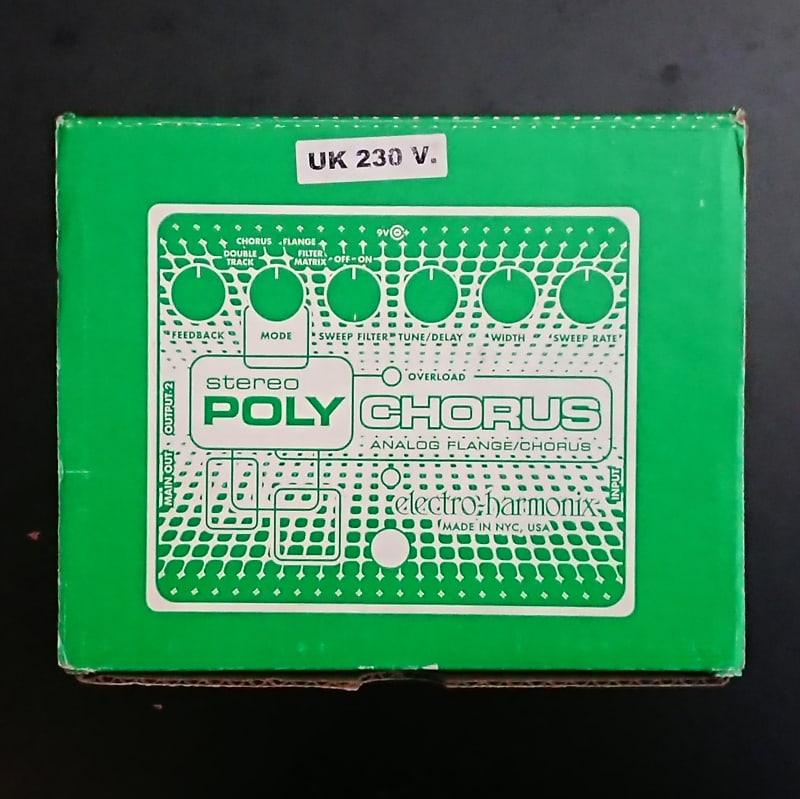 UK 230 V.
9V
CHORUS FLANGE
DOUBLE TRACK FILTER MATRIX OFF - ON
FEEDBACK MODE SWEEP FILTER TUNE/DELAY WIDTH SWEEP RATE
OVERLOAD
stereo
POLY CHORUS
ANALOG FLANGE/CHORUS
MAIN OUT OUTPUT 2
INPUT
electro-harmonix
MADE IN NYC, USA